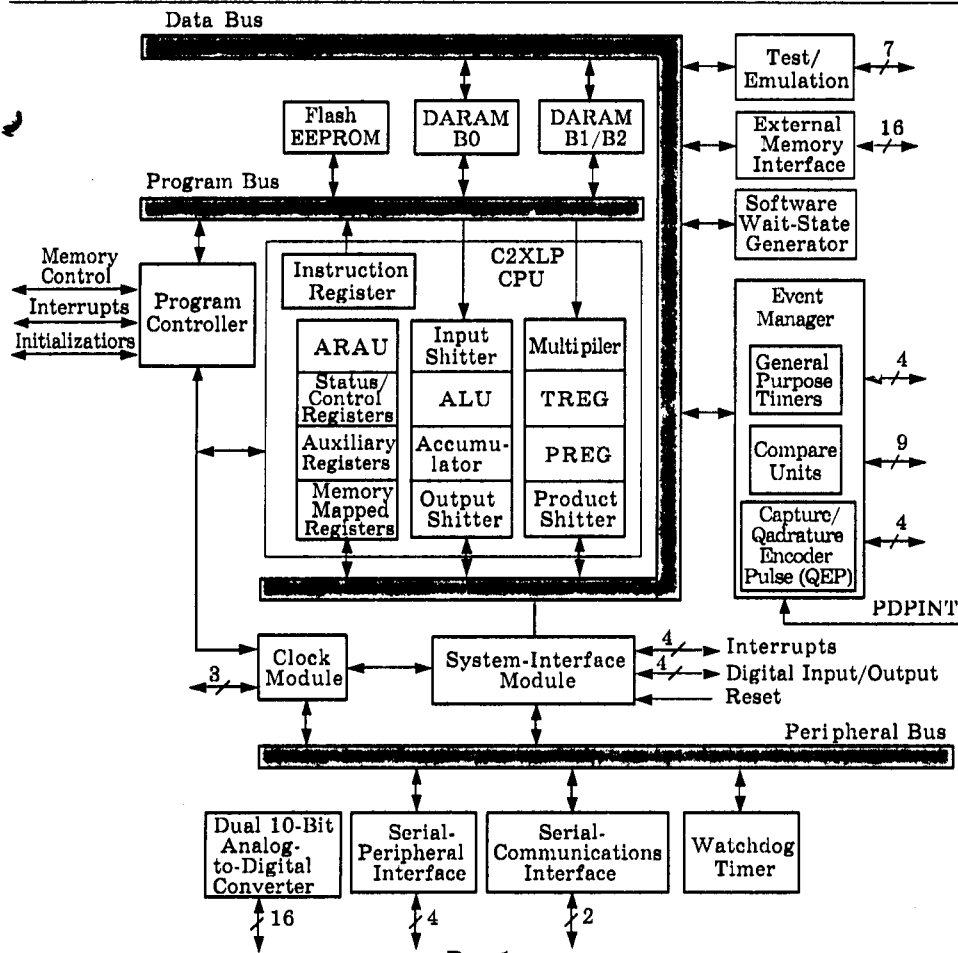 Data Bus
Test/
Emulation
7
Flash
EEPROM
DARAM
B0
DARAM
B1/B2
External
Memory
Interface
16
Program Bus
Software
Wait-State
Generator
Memory
Control
Interrupts
Initializatiors
Program
Controller
Instruction
Register
C2XLP
CPU
ARAU
Status/
Control
Registers
Auxiliary
Registers
Memory
Mapped
Registers
Input
Shitter
ALU
Accumu-
lator
Output
Shitter
Multipiler
TREG
PREG
Product
Shitter
Event
Manager
General
Purpose
Timers
4
Compare
Units
9
Capture/
Qadrature
Encoder
Pulse (QEP)
4
PDPINT
Clock
Module
3
System-Interface
Module
4
Interrupts
4
Digital Input/Output
Reset
Peripheral Bus
Dual 10-Bit
Analog-
to-Digital
Converter
16
Serial-
Peripheral
Interface
4
Serial-
Communications
Interface
2
Watchdog
Timer